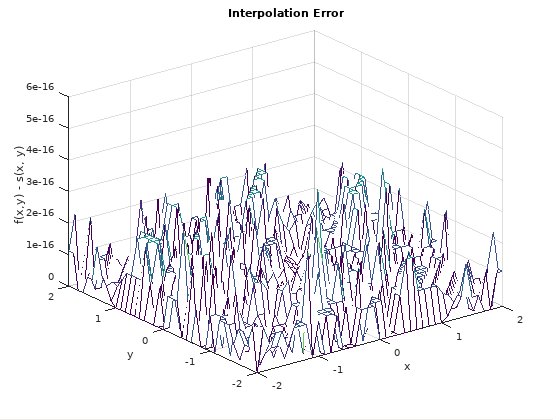 Interpolation Error
6e-16
5e-16
4e-16
3e-16
2e-16
1e-16
0
f(x,y) - s(x, y)
2
1
0
-1
-2
y
-2
-1
0
1
2
x